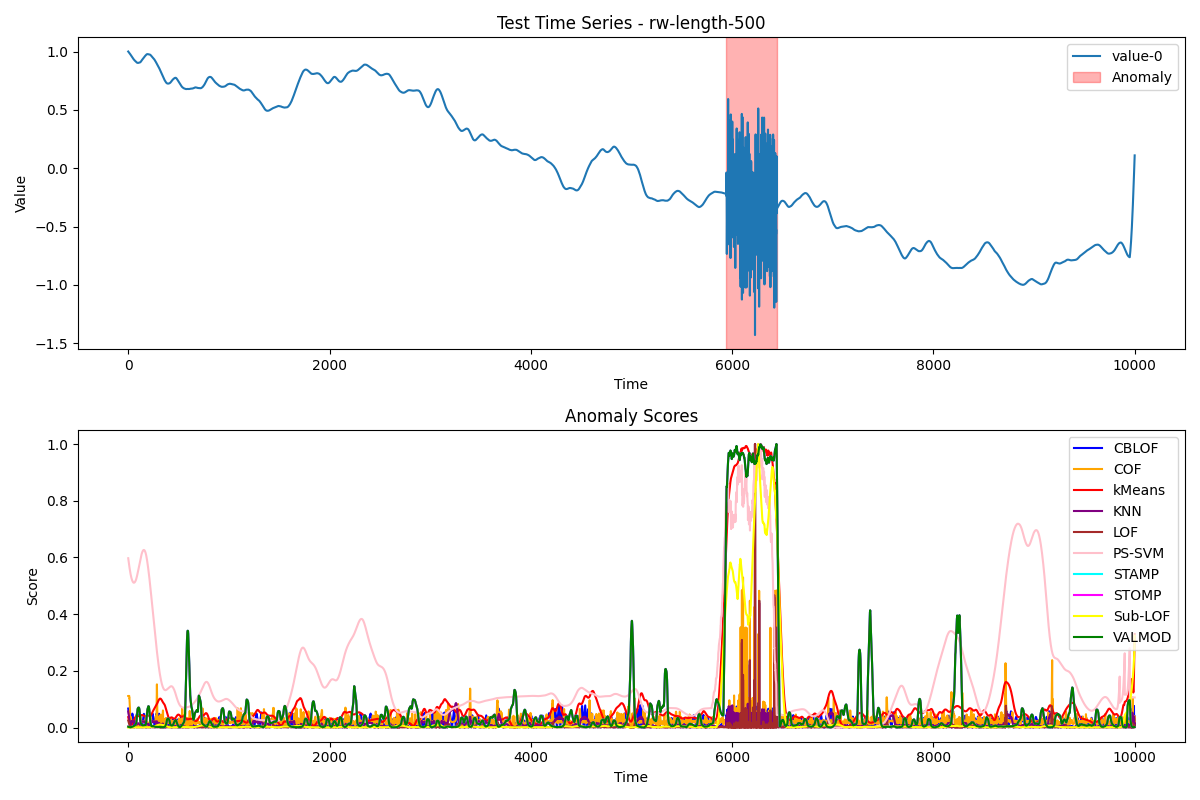 Test Time Series - rw-length-500
1.0
0.5
0.0
−0.5
−1.0
−1.5
Value
value-0
Anomaly
0
2000
4000
6000
8000
10000
Time
Anomaly Scores
1.0
0.8
0.6
0.4
0.2
0.0
Score
CBLOF
COF
kMeans
KNN
LOF
PS-SVM
STAMP
STOMP
Sub-LOF
VALMOD
0
2000
4000
6000
8000
10000
Time